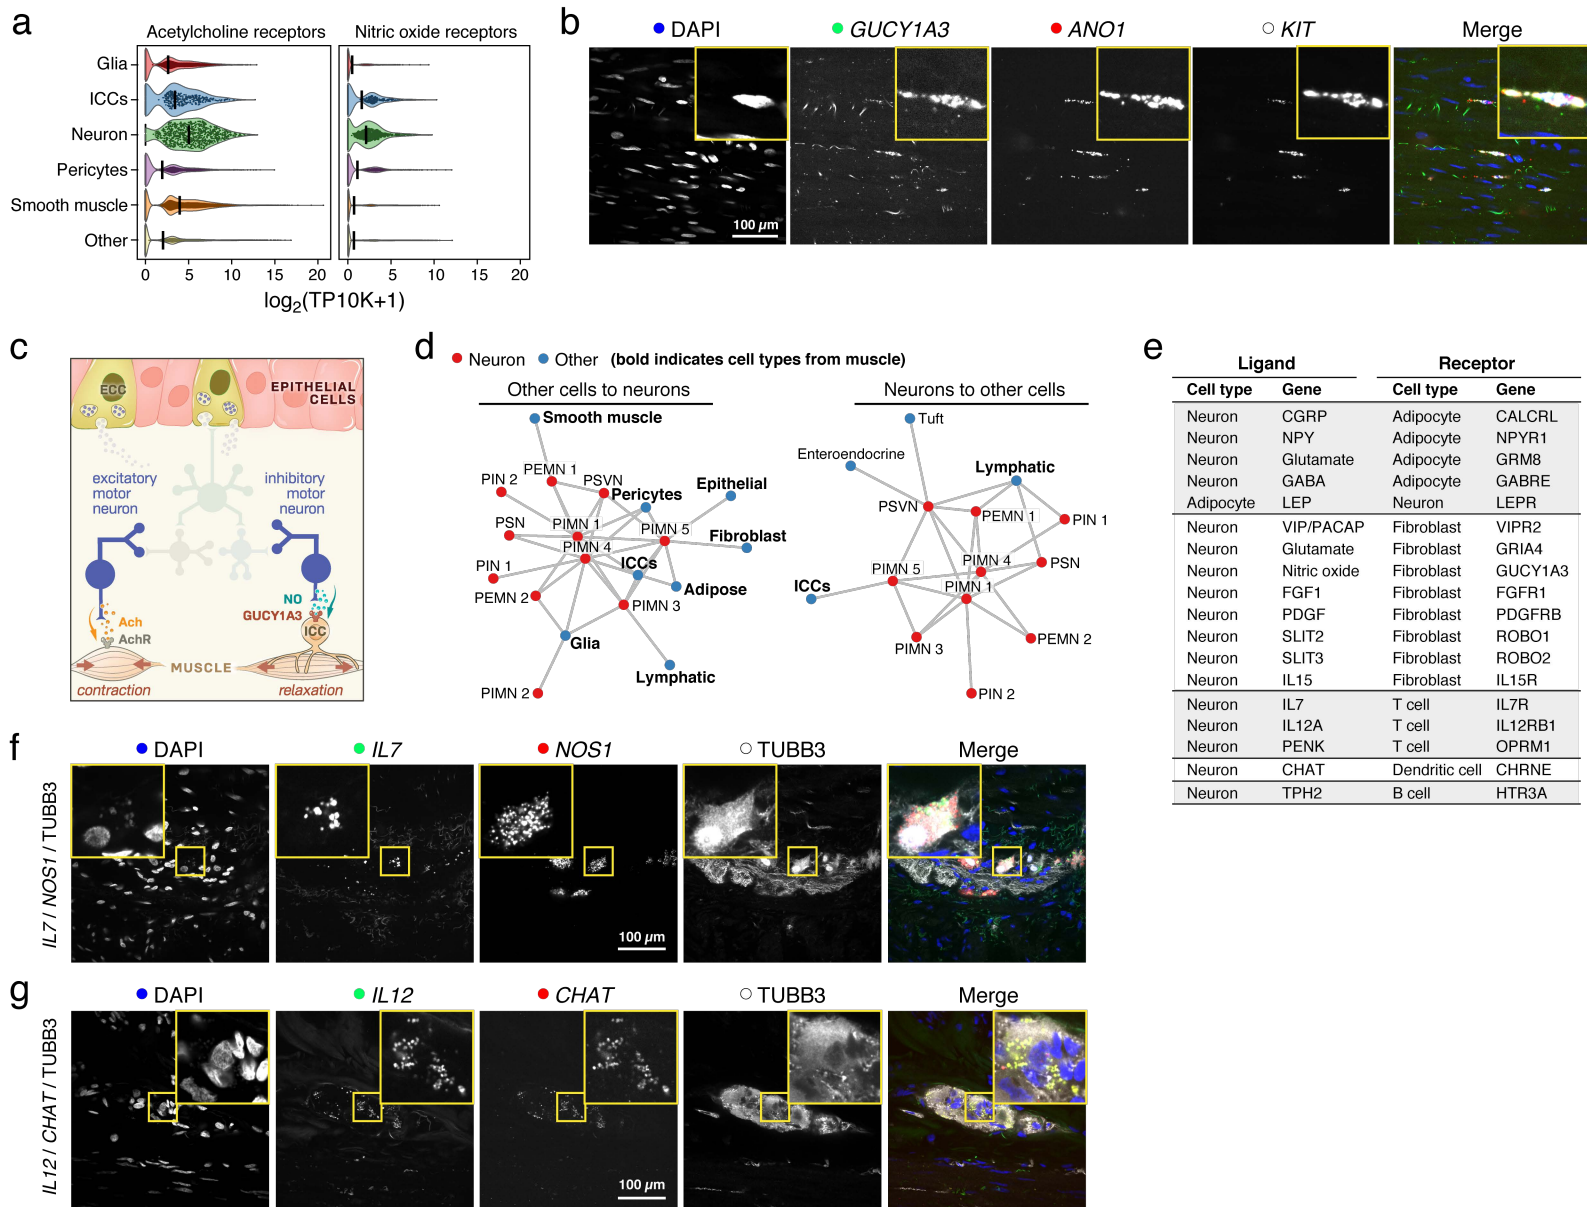 a
Acetylcholine receptors
Nitric oxide receptors
Glia
ICCs
Neuron
Pericytes
Smooth muscle
Other
0 5 10 15 20
0 5 10 15 20
log2(TP10K+1)
b
DAPI
GUCY1A3
ANO1
KIT
Merge
100 µm
c
ECC
EPITHELIAL
CELLS
excitatory
motor
neuron
inhibitory
motor
neuron
NO
GUCY1A3
Ach
AchR
ICC
MUSCLE
contraction
relaxation
d
Neuron
Other
(bold indicates cell types from muscle)
Other cells to neurons
Smooth muscle
PEMN 1
PIN 2
PSVN
Pericytes
Epithelial
PSN
PIMN 1
PIMN 5
Fibroblast
PIMN 4
ICCs
PIN 1
Adipose
PEMN 2
PIMN 3
Glia
Lymphatic
PIMN 2
Neurons to other cells
Tuft
Enteroendocrine
Lymphatic
PSVN
PEMN 1
PIN 1
PIMN 4
PSN
PIMN 5
ICCs
PIMN 1
PIMN 3
PEMN 2
PIN 2
e
Ligand Receptor
Cell type Gene Cell type Gene
Neuron CGRP Adipocyte CALCRL
Neuron NPY Adipocyte NPYR1
Neuron Glutamate Adipocyte GRM8
Neuron GABA Adipocyte GABRE
Adipocyte LEP Neuron LEPR
Neuron VIP/PACAP Fibroblast VIPR2
Neuron Glutamate Fibroblast GRIA4
Neuron Nitric oxide Fibroblast GUCY1A3
Neuron FGF1 Fibroblast FGFR1
Neuron PDGF Fibroblast PDGFRB
Neuron SLIT2 Fibroblast ROBO1
Neuron SLIT3 Fibroblast ROBO2
Neuron IL15 Fibroblast IL15R
Neuron IL7 T cell IL7R
Neuron IL12A T cell IL12RB1
Neuron PENK T cell OPRM1
Neuron CHAT Dendritic cell CHRNE
Neuron TPH2 B cell HTR3A
f
DAPI
IL7
NOS1
TUBB3
Merge
IL7 / NOS1 / TUBB3
100 µm
g
DAPI
IL12
CHAT
TUBB3
Merge
IL12 / CHAT / TUBB3
100 µm